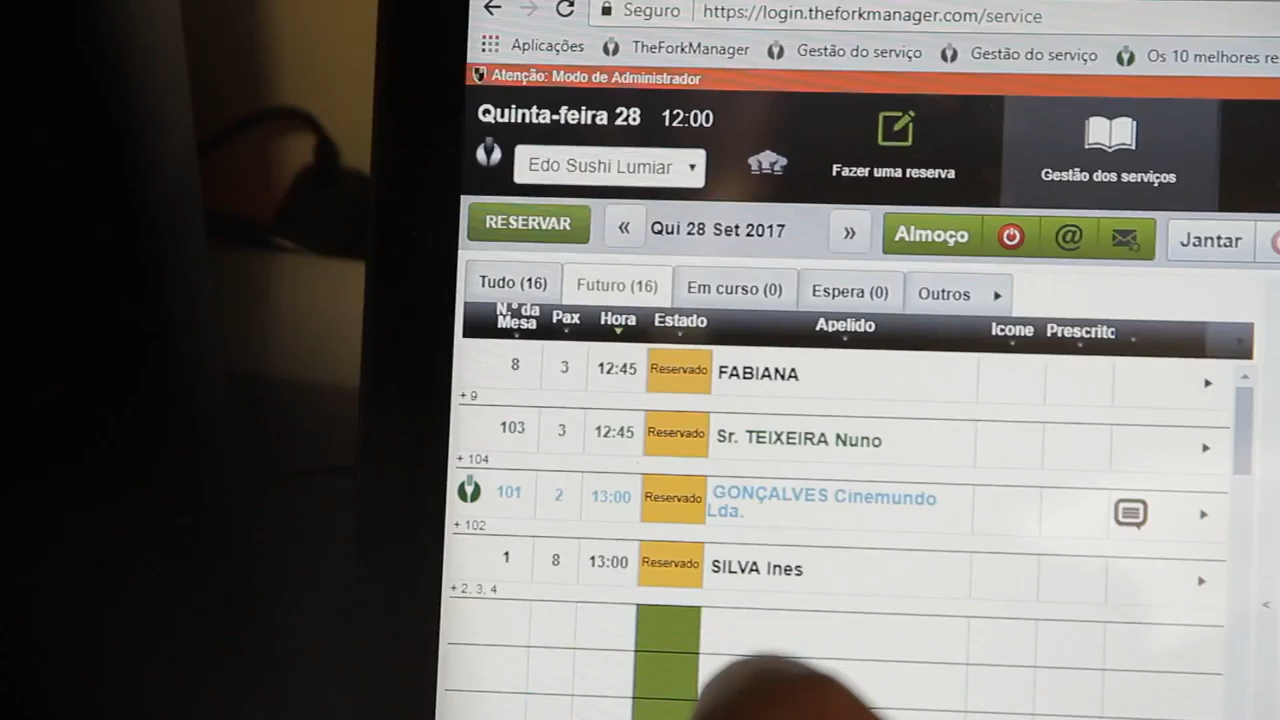 Seguro https://login.theforkmanager.com/service
Aplicações TheForkManager Gestão do serviço Gestão do serviço Os 10 melhores re
Atenção: Modo de Administrador
Quinta-feira 28 12:00
Edo Sushi Lumiar
Fazer uma reserva
Gestão dos serviços
RESERVAR « Qui 28 Set 2017 » Almoço @ Jantar
Tudo (16) Futuro (16) Em curso (0) Espera (0) Outros
N.º da Mesa Pax Hora Estado Apelido Icone Prescrito
8 3 12:45 Reservado FABIANA
+ 9
103 3 12:45 Reservado Sr. TEIXEIRA Nuno
+ 104
101 2 13:00 Reservado GONÇALVES Cinemundo
Lda.
+ 102
1 8 13:00 Reservado SILVA Ines
+ 2, 3, 4